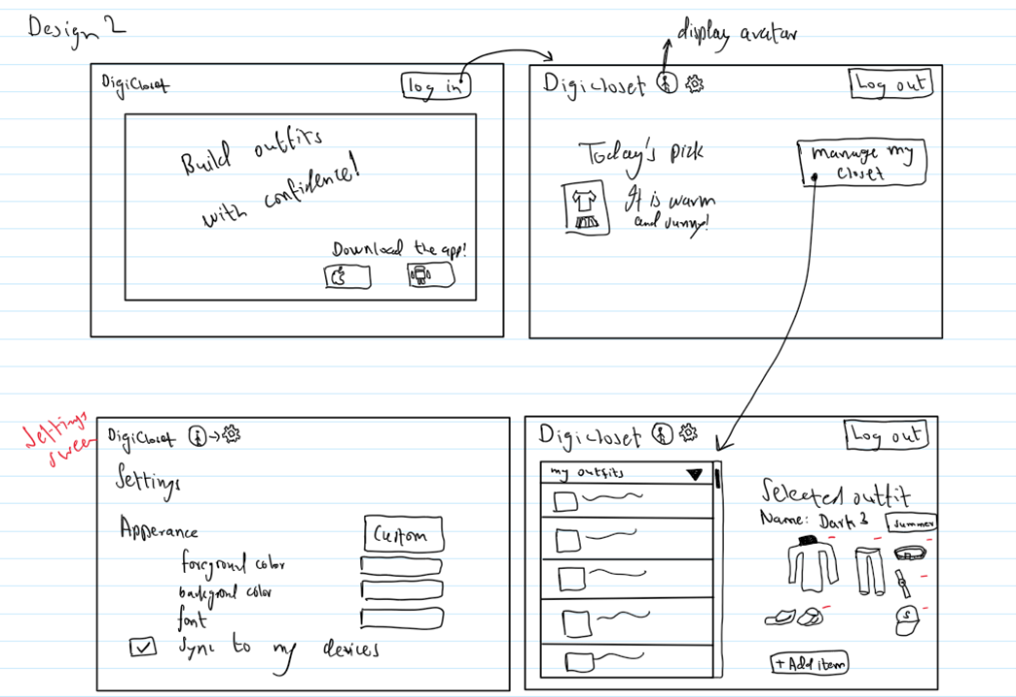 Design 2
display avatar
DigiCloset
log in
Build outfits
with confidence!
Download the app!
Digicloset
Log out
Today's pick
It is warm
and sunny!
manage my
closet
Settings
sween
DigiCloset
Settings
Apperance
Custom
foreground color
background color
font
Sync to my devices
Digicloset
Log out
my outfits
Selected outfit
Name: Dark 3
summer
S
+ Add item